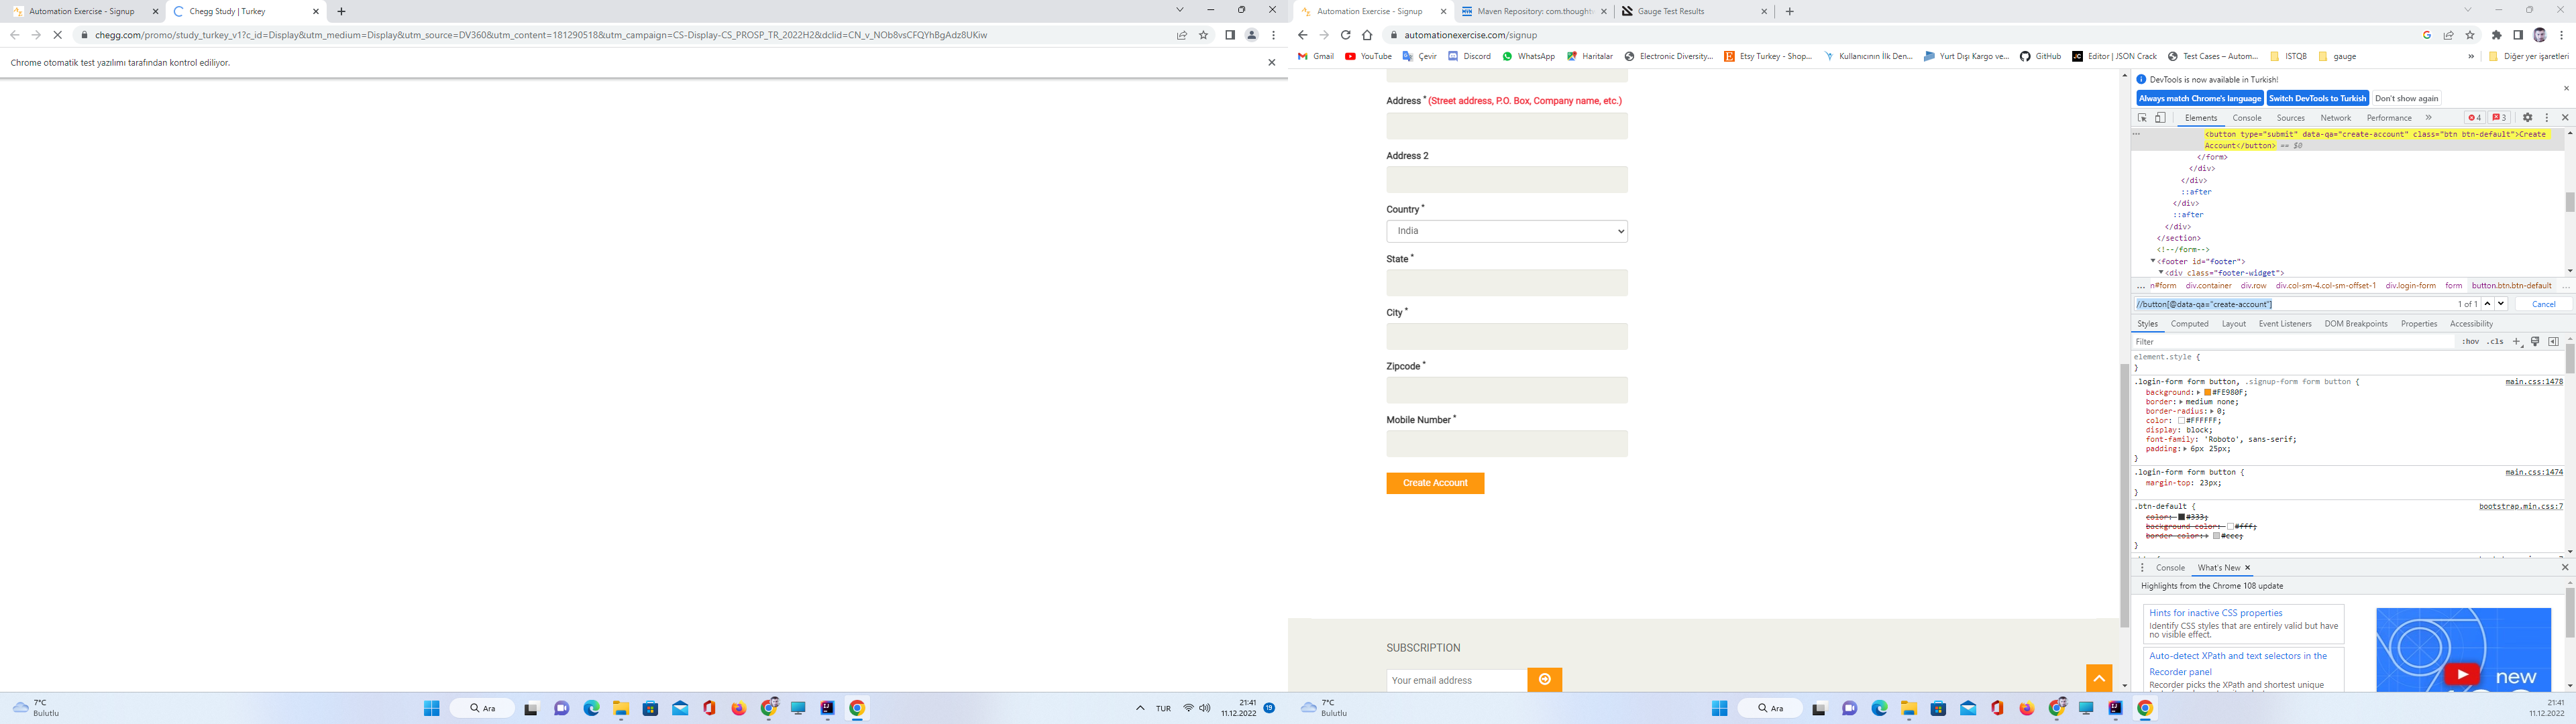 Automation Exercise - Signup
Chegg Study | Turkey
chegg.com/promo/study_turkey_v1?c_id=Display&utm_medium=Display&utm_source=DV360&utm_content=181290518&utm_campaign=CS-Display-CS_PROSP_TR_2022H2&dclid=CN_v_NOb8vsCFQYhBgAdz8UKiw
Chrome otomatik test yazılımı tarafından kontrol ediliyor.
7°C
Bulutlu
Ara
TUR
21:41
11.12.2022
19
Automation Exercise - Signup
Maven Repository: com.thought
Gauge Test Results
automationexercise.com/signup
Gmail YouTube Çevir Discord WhatsApp Haritalar Electronic Diversity... Etsy Turkey - Shop... Kullanıcının İlk Den... Yurt Dışı Kargo ve... GitHub Editor | JSON Crack Test Cases – Autom... ISTQB gauge » Diğer yer işaretleri
Address * (Street address, P.O. Box, Company name, etc.)
Address 2
Country *
India
State *
City *
Zipcode *
Mobile Number *
Create Account
SUBSCRIPTION
Your email address
DevTools is now available in Turkish!
Always match Chrome's language Switch DevTools to Turkish Don't show again
Elements Console Sources Network Performance » 4 3
<button type="submit" data-qa="create-account" class="btn btn-default">Create
Account</button> == $0
</form>
</div>
</div>
::after
</div>
::after
</div>
</section>
<!--/form-->
<footer id="footer">
<div class="footer-widget">
... n#form div.container div.row div.col-sm-4.col-sm-offset-1 div.login-form form button.btn.btn-default ...
//button[@data-qa="create-account"] 1 of 1 Cancel
Styles Computed Layout Event Listeners DOM Breakpoints Properties Accessibility
Filter :hov .cls
element.style {
}
.login-form form button, .signup-form form button { main.css:1478
background: #FE980F;
border: medium none;
border-radius: 0;
color: #FFFFFF;
display: block;
font-family: 'Roboto', sans-serif;
padding: 6px 25px;
}
.login-form form button { main.css:1474
margin-top: 23px;
}
.btn-default { bootstrap.min.css:7
color: #333;
background-color: #fff;
border-color: #ccc;
}
Console What's New
Highlights from the Chrome 108 update
Hints for inactive CSS properties
Identify CSS styles that are entirely valid but have
no visible effect.
Auto-detect XPath and text selectors in the
Recorder panel
Recorder picks the XPath and shortest unique
new
7°C
Bulutlu
Ara
21:41
11.12.2022